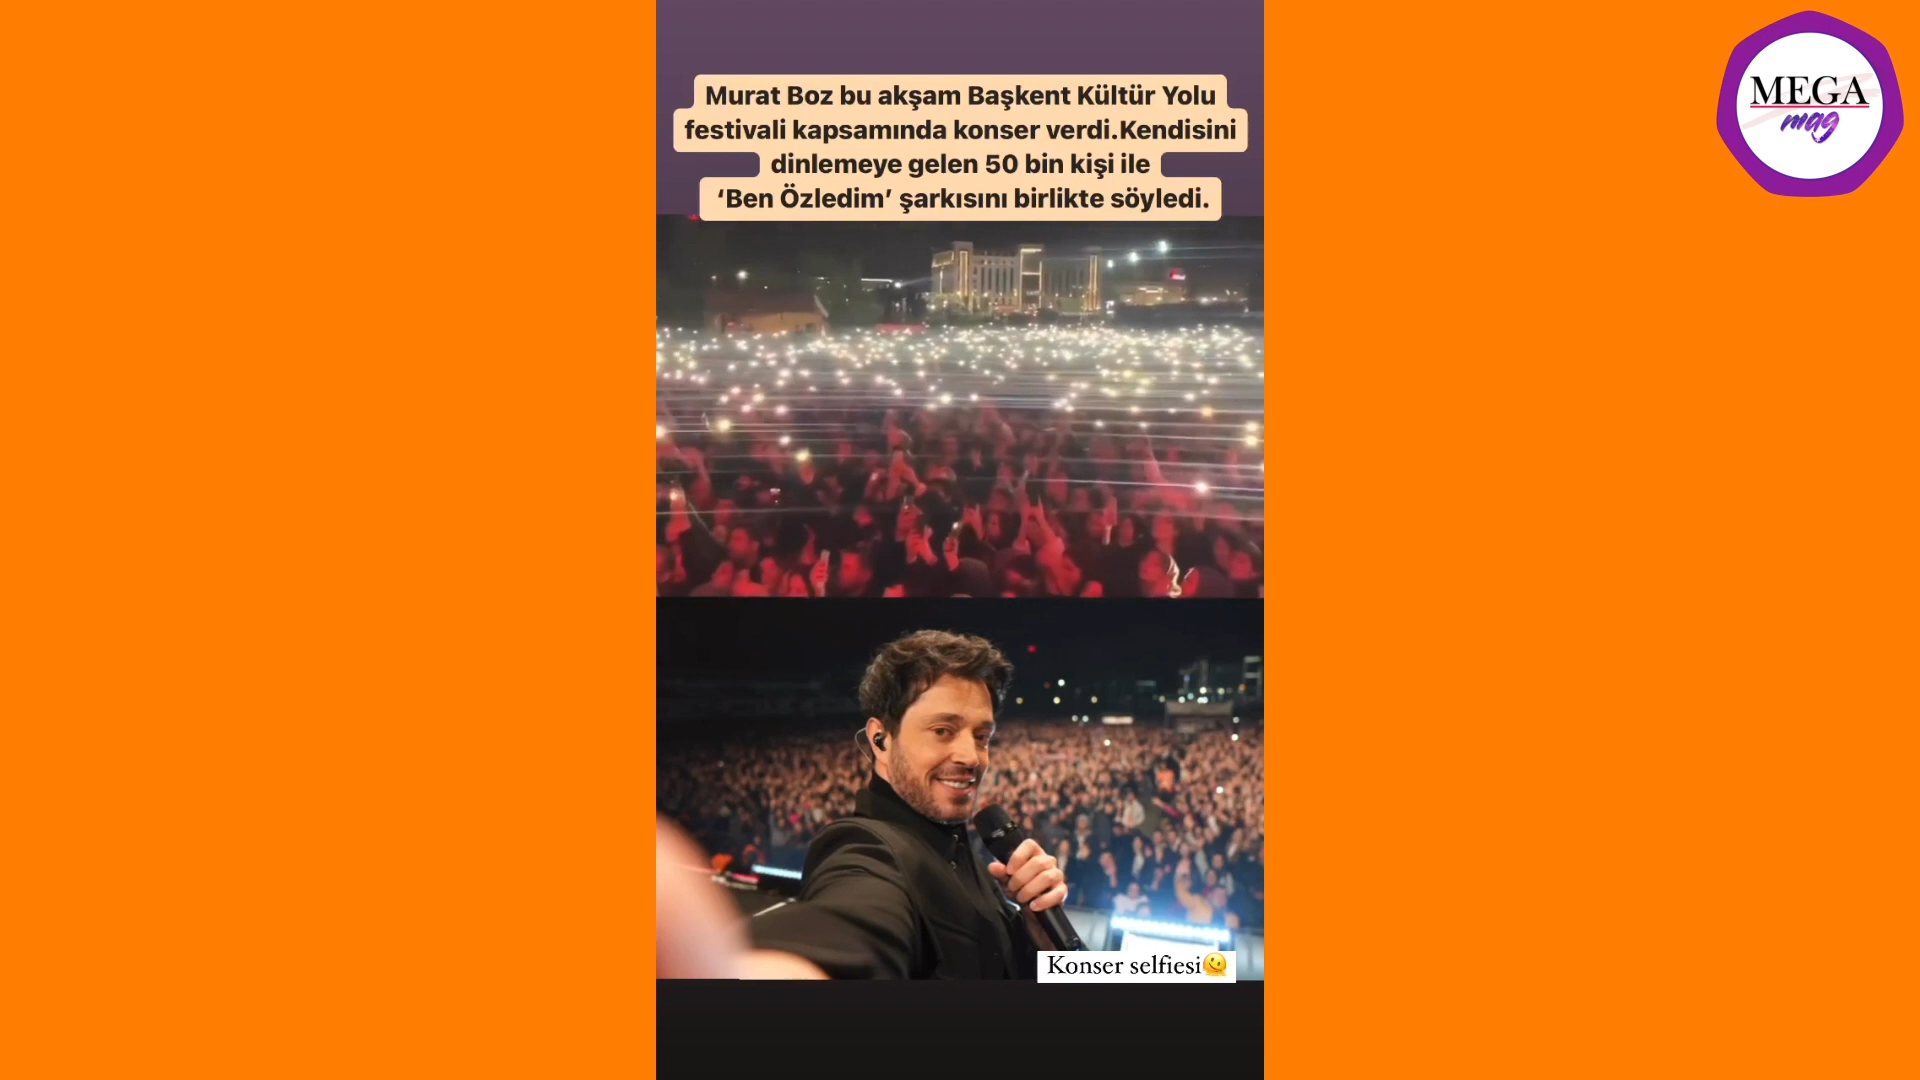 Murat Boz bu akşam Başkent Kültür Yolu
festivali kapsamında konser verdi.Kendisini
dinlemeye gelen 50 bin kişi ile
‘Ben Özledim’ şarkısını birlikte söyledi.
MEGA
mag
Konser selfiesi🫠